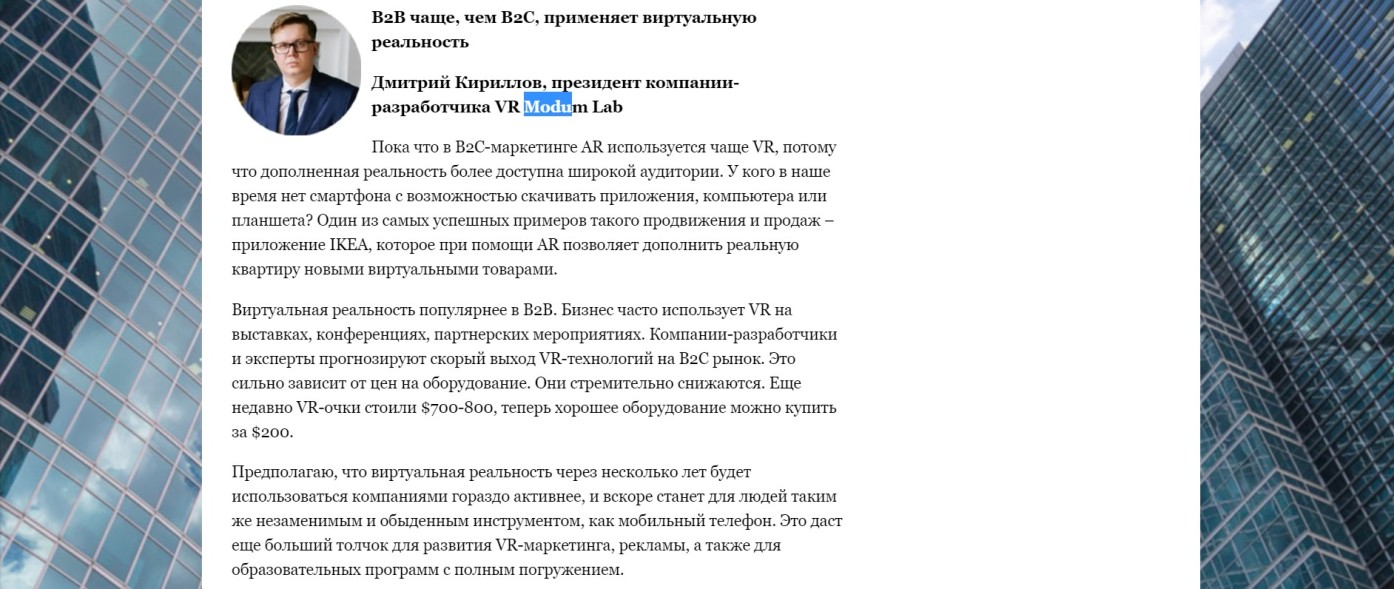 B2B чаще, чем B2C, применяет виртуальную
реальность
Дмитрий Кириллов, президент компании-
разработчика VR Modum Lab
Пока что в B2C-маркетинге AR используется чаще VR, потому
что дополненная реальность более доступна широкой аудитории. У кого в наше
время нет смартфона с возможностью скачивать приложения, компьютера или
планшета? Один из самых успешных примеров такого продвижения и продаж –
приложение IKEA, которое при помощи AR позволяет дополнить реальную
квартиру новыми виртуальными товарами.
Виртуальная реальность популярнее в B2B. Бизнес часто использует VR на
выставках, конференциях, партнерских мероприятиях. Компании-разработчики
и эксперты прогнозируют скорый выход VR-технологий на B2C рынок. Это
сильно зависит от цен на оборудование. Они стремительно снижаются. Еще
недавно VR-очки стоили $700-800, теперь хорошее оборудование можно купить
за $200.
Предполагаю, что виртуальная реальность через несколько лет будет
использоваться компаниями гораздо активнее, и вскоре станет для людей таким
же незаменимым и обыденным инструментом, как мобильный телефон. Это даст
еще больший толчок для развития VR-маркетинга, рекламы, а также для
образовательных программ с полным погружением.